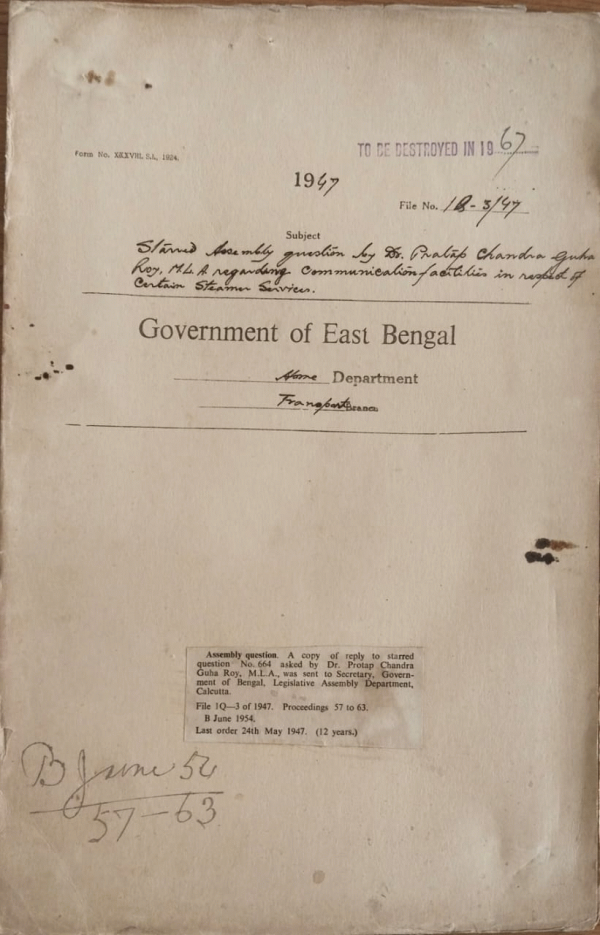 Form No. XXXVIII, S.I., 1924.
TO BE DESTROYED IN 1967
1947
File No. 1Q-3/47
Subject
Starred Assembly question by Dr. Pratap Chandra Guha
Roy, M.L.A regarding Communication facilities in respect of
Certain Steamer Services.
Government of East Bengal
Home Department
Transport Branch
Assembly question. A copy of reply to starred
question No. 664 asked by Dr. Protap Chandra
Guha Roy, M.L.A., was sent to Secretary, Govern-
ment of Bengal, Legislative Assembly Department,
Calcutta.
File 1Q—3 of 1947. Proceedings 57 to 63.
B June 1954.
Last order 24th May 1947. (12 years.)
B June 54
57-63